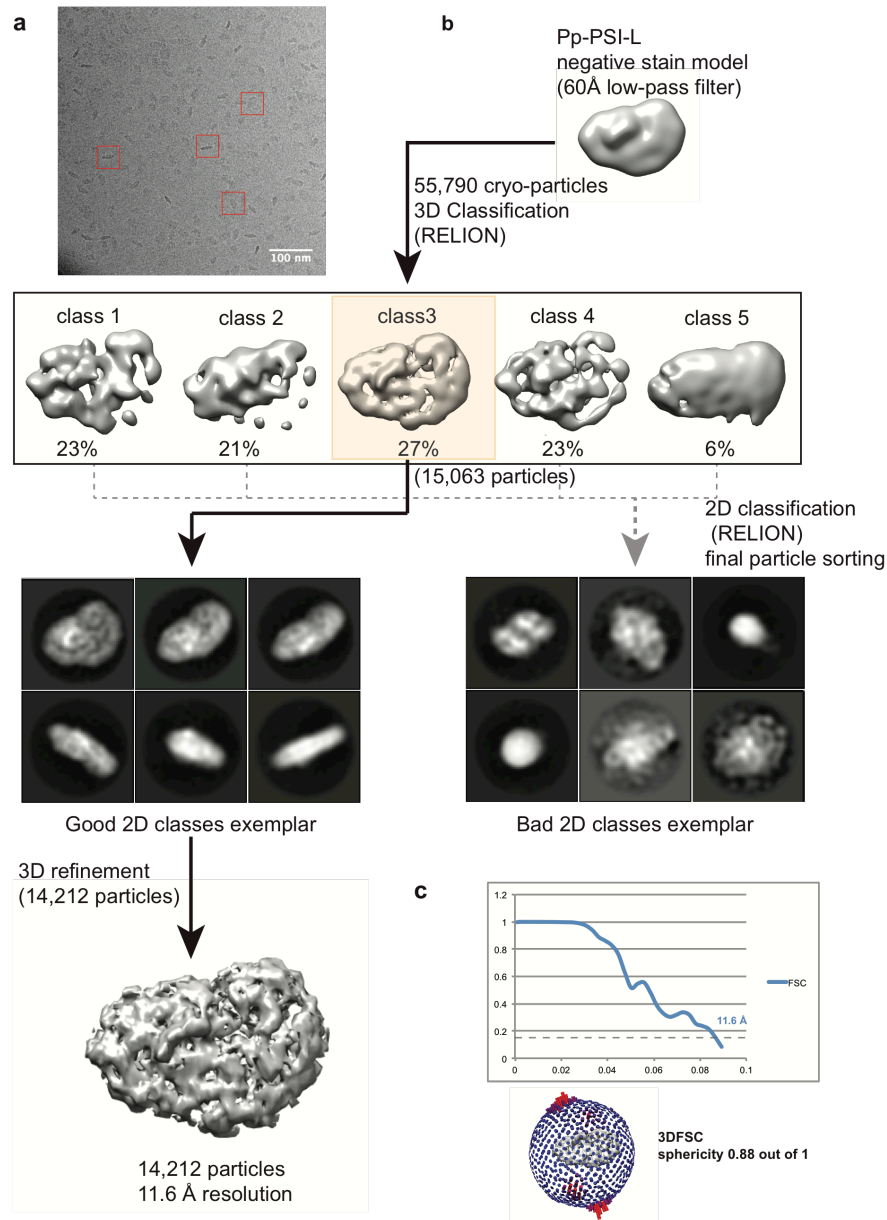 a
100 nm
b
Pp-PSI-L
negative stain model
(60Å low-pass filter)
55,790 cryo-particles
3D Classification
(RELION)
class 1
class 2
class3
class 4
class 5
23%
21%
27%
23%
6%
(15,063 particles)
2D classification
(RELION)
final particle sorting
Good 2D classes exemplar
Bad 2D classes exemplar
3D refinement
(14,212 particles)
14,212 particles
11.6 Å resolution
c
1.2
1
0.8
0.6
0.4
0.2
0
0
0.02
0.04
0.06
0.08
0.1
11.6 Å
FSC
3DFSC
sphericity 0.88 out of 1